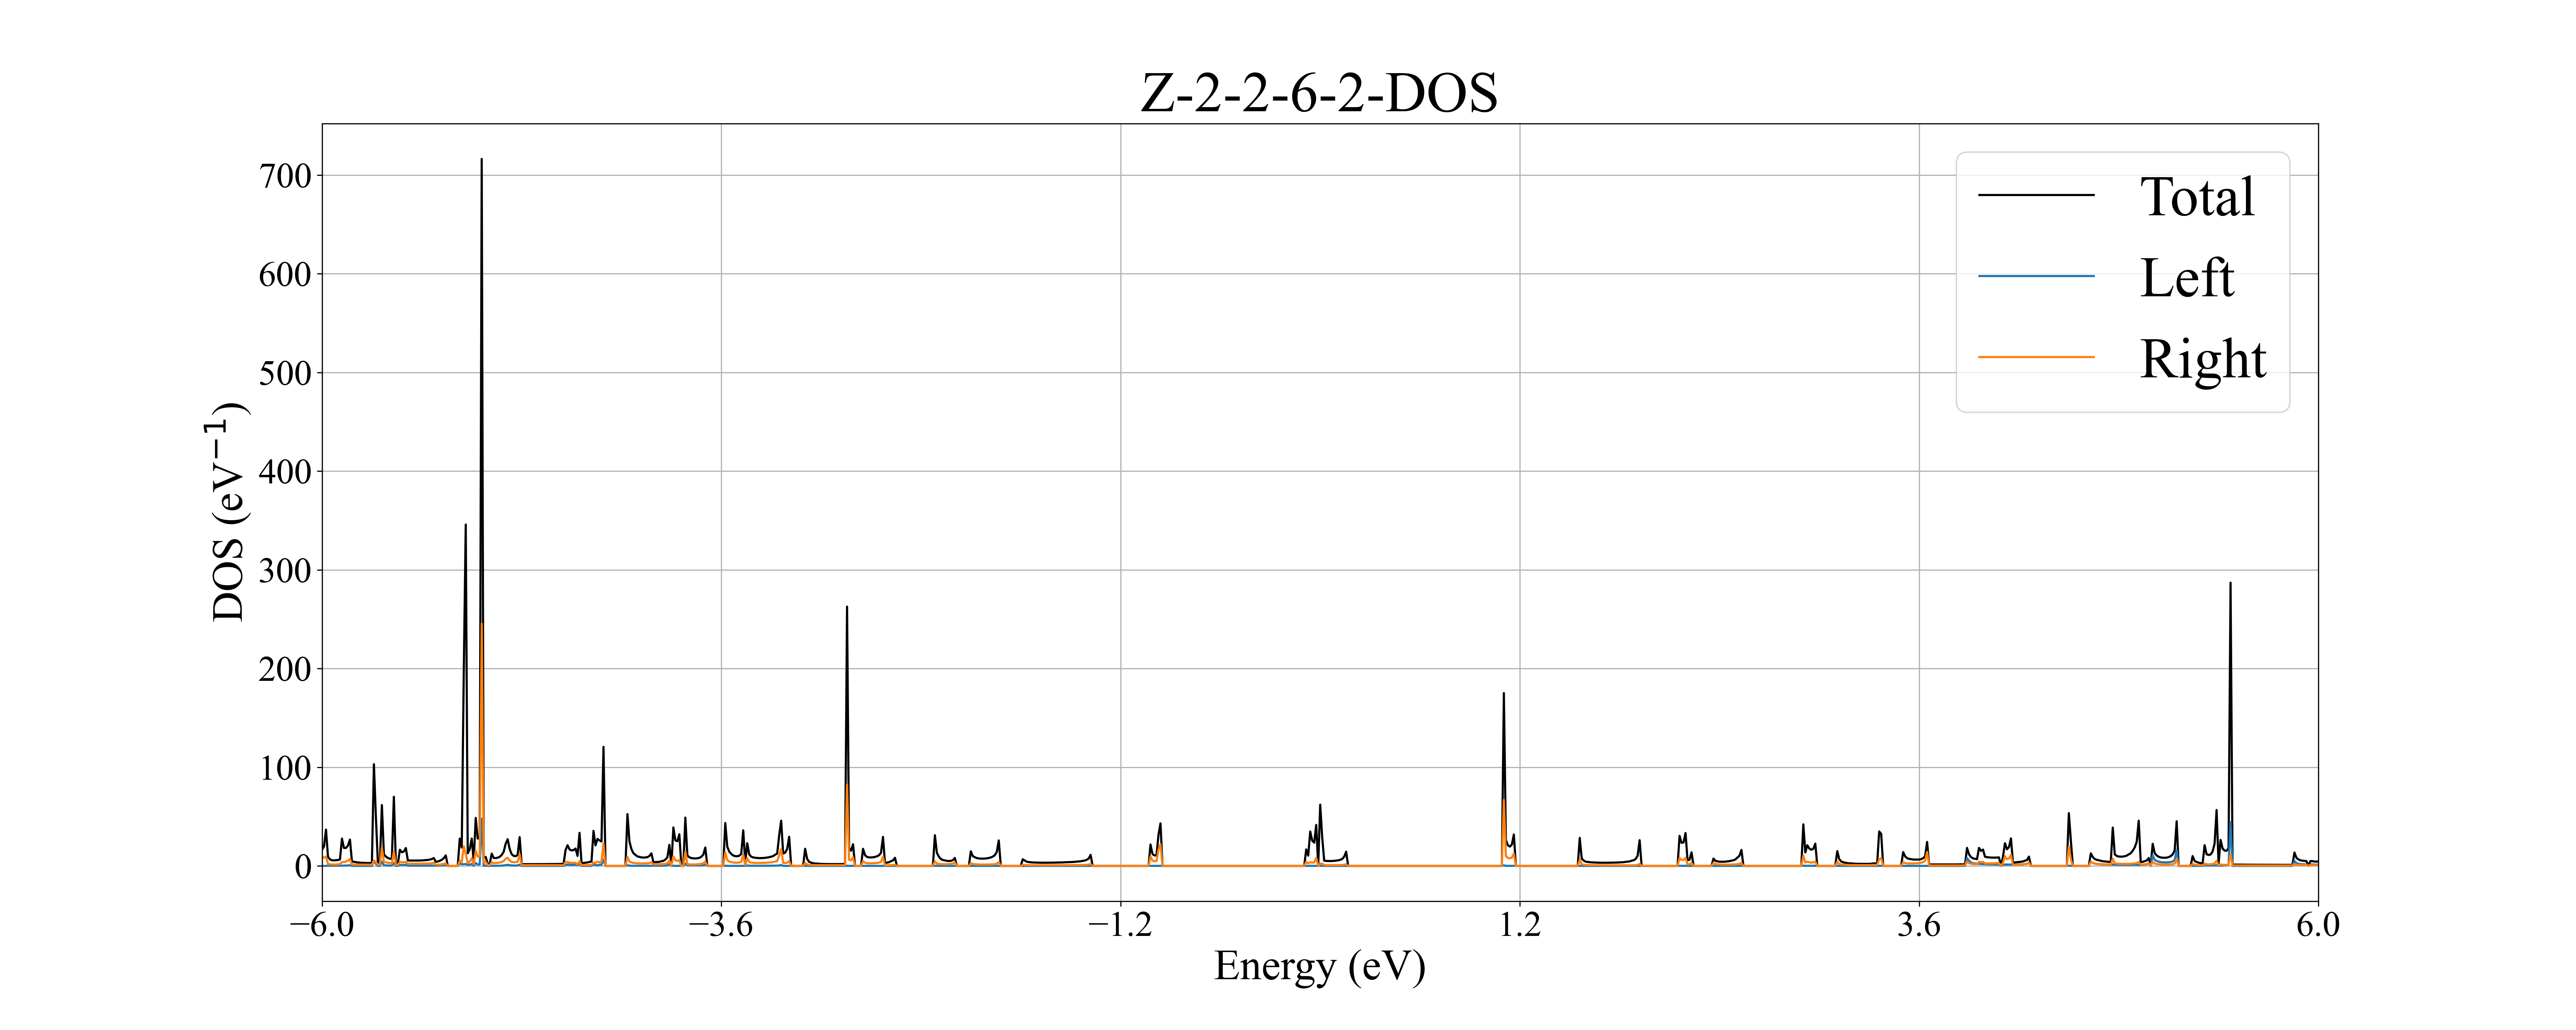 Z-2-2-6-2-DOS
Total
Left
Right
700
600
500
400
300
200
100
0
DOS (eV⁻¹)
−6.0 −3.6 −1.2 1.2 3.6 6.0
Energy (eV)